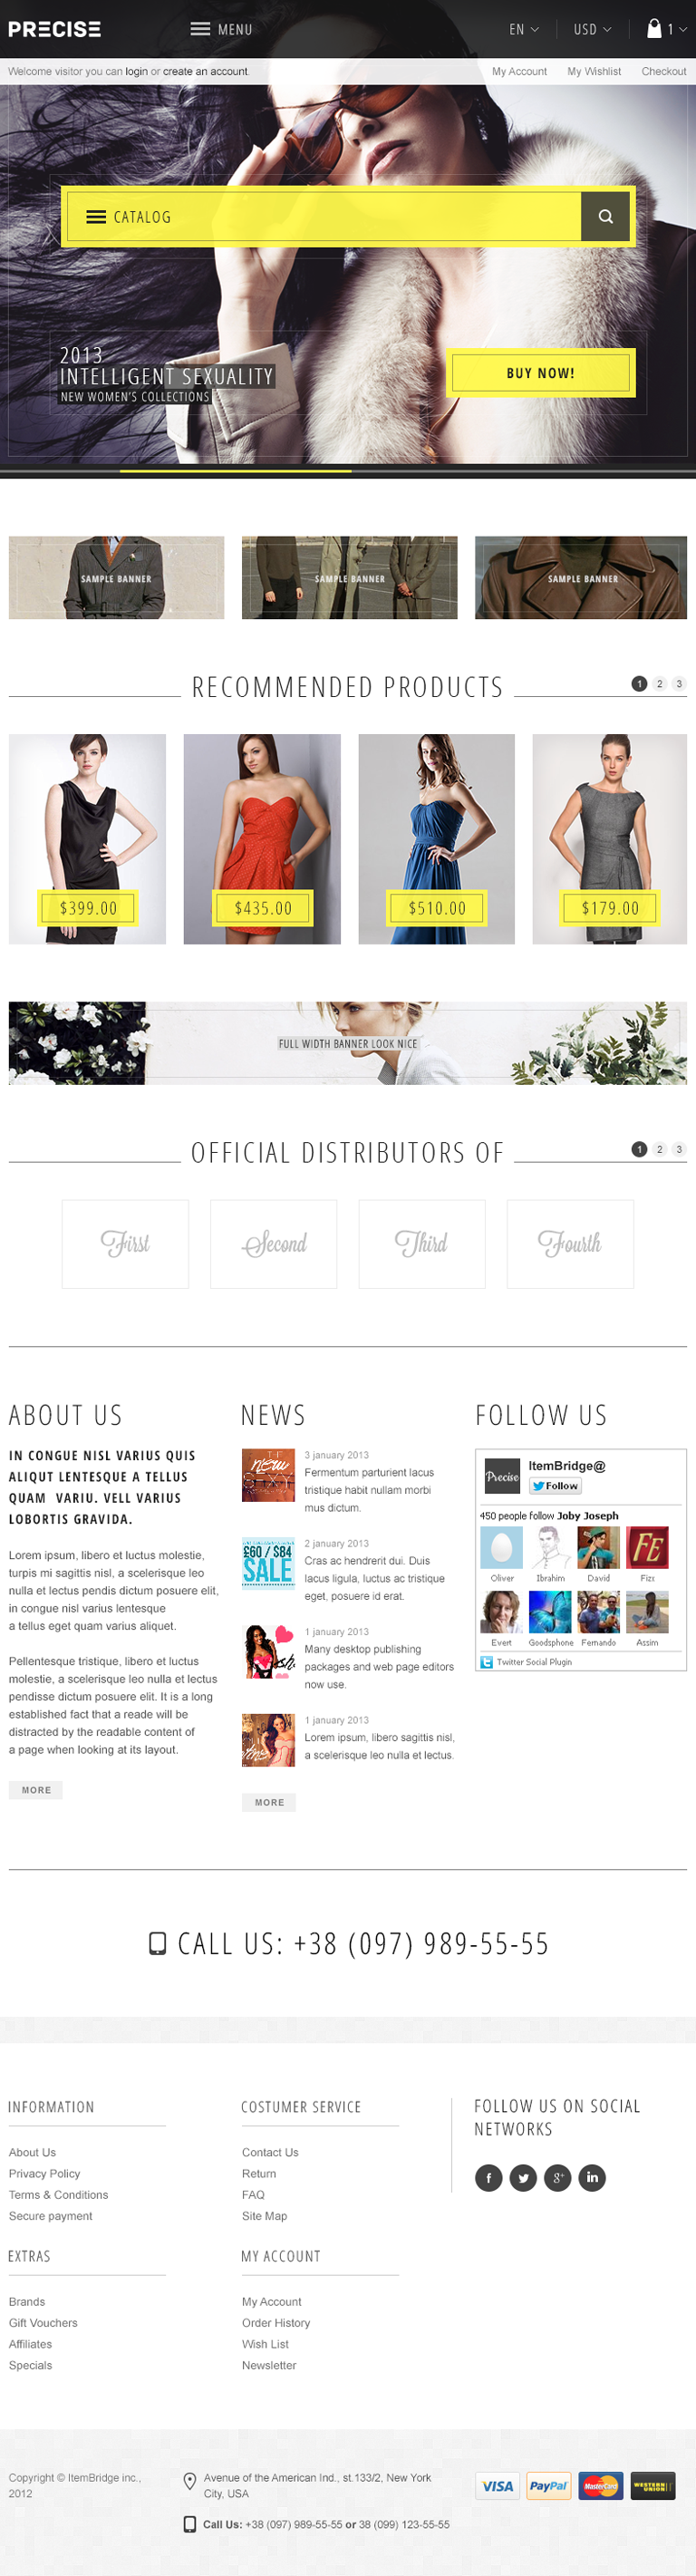 PRECISE
MENU
EN
USD
1
Welcome visitor you can login or create an account.
My Account
My Wishlist
Checkout
CATALOG
2013
INTELLIGENT SEXUALITY
NEW WOMEN'S COLLECTIONS
BUY NOW!
SAMPLE BANNER
SAMPLE BANNER
SAMPLE BANNER
RECOMMENDED PRODUCTS
1 2 3
$399.00
$435.00
$510.00
$179.00
FULL WIDTH BANNER LOOK NICE
OFFICIAL DISTRIBUTORS OF
1 2 3
First
Second
Third
Fourth
ABOUT US
IN CONGUE NISL VARIUS QUIS
ALIQUT LENTESQUE A TELLUS
QUAM VARIU. VELL VARIUS
LOBORTIS GRAVIDA.
Lorem ipsum, libero et luctus molestie,
turpis mi sagittis nisl, a scelerisque leo
nulla et lectus pendis dictum posuere elit,
in congue nisl varius lentesque
a tellus eget quam varius aliquet.
Pellentesque tristique, libero et luctus
molestie, a scelerisque leo nulla et lectus
pendisse dictum posuere elit. It is a long
established fact that a reade will be
distracted by the readable content of
a page when looking at its layout.
MORE
NEWS
new
SEXY
3 january 2013
Fermentum parturient lacus
tristique habit nullam morbi
mus dictum.
£60 / $84
SALE
2 january 2013
Cras ac hendrerit dui. Duis
lacus ligula, luctus ac tristique
eget, posuere id erat.
1 january 2013
Many desktop publishing
packages and web page editors
now use.
1 january 2013
Lorem ipsum, libero sagittis nisl,
a scelerisque leo nulla et lectus.
MORE
FOLLOW US
Precise
ItemBridge@
Follow
450 people follow Joby Joseph
FE
Oliver
Ibrahim
David
Fizx
Evert
Goodsphone
Fernando
Assim
Twitter Social Plugin
CALL US: +38 (097) 989-55-55
INFORMATION
About Us
Privacy Policy
Terms & Conditions
Secure payment
COSTUMER SERVICE
Contact Us
Return
FAQ
Site Map
FOLLOW US ON SOCIAL
NETWORKS
f
g+
in
EXTRAS
Brands
Gift Vouchers
Affiliates
Specials
MY ACCOUNT
My Account
Order History
Wish List
Newsletter
Copyright © ItemBridge inc.,
2012
Avenue of the American Ind., st.133/2, New York
City, USA
Call Us: +38 (097) 989-55-55 or 38 (099) 123-55-55
VISA
PayPal
MasterCard
WESTERN
UNION